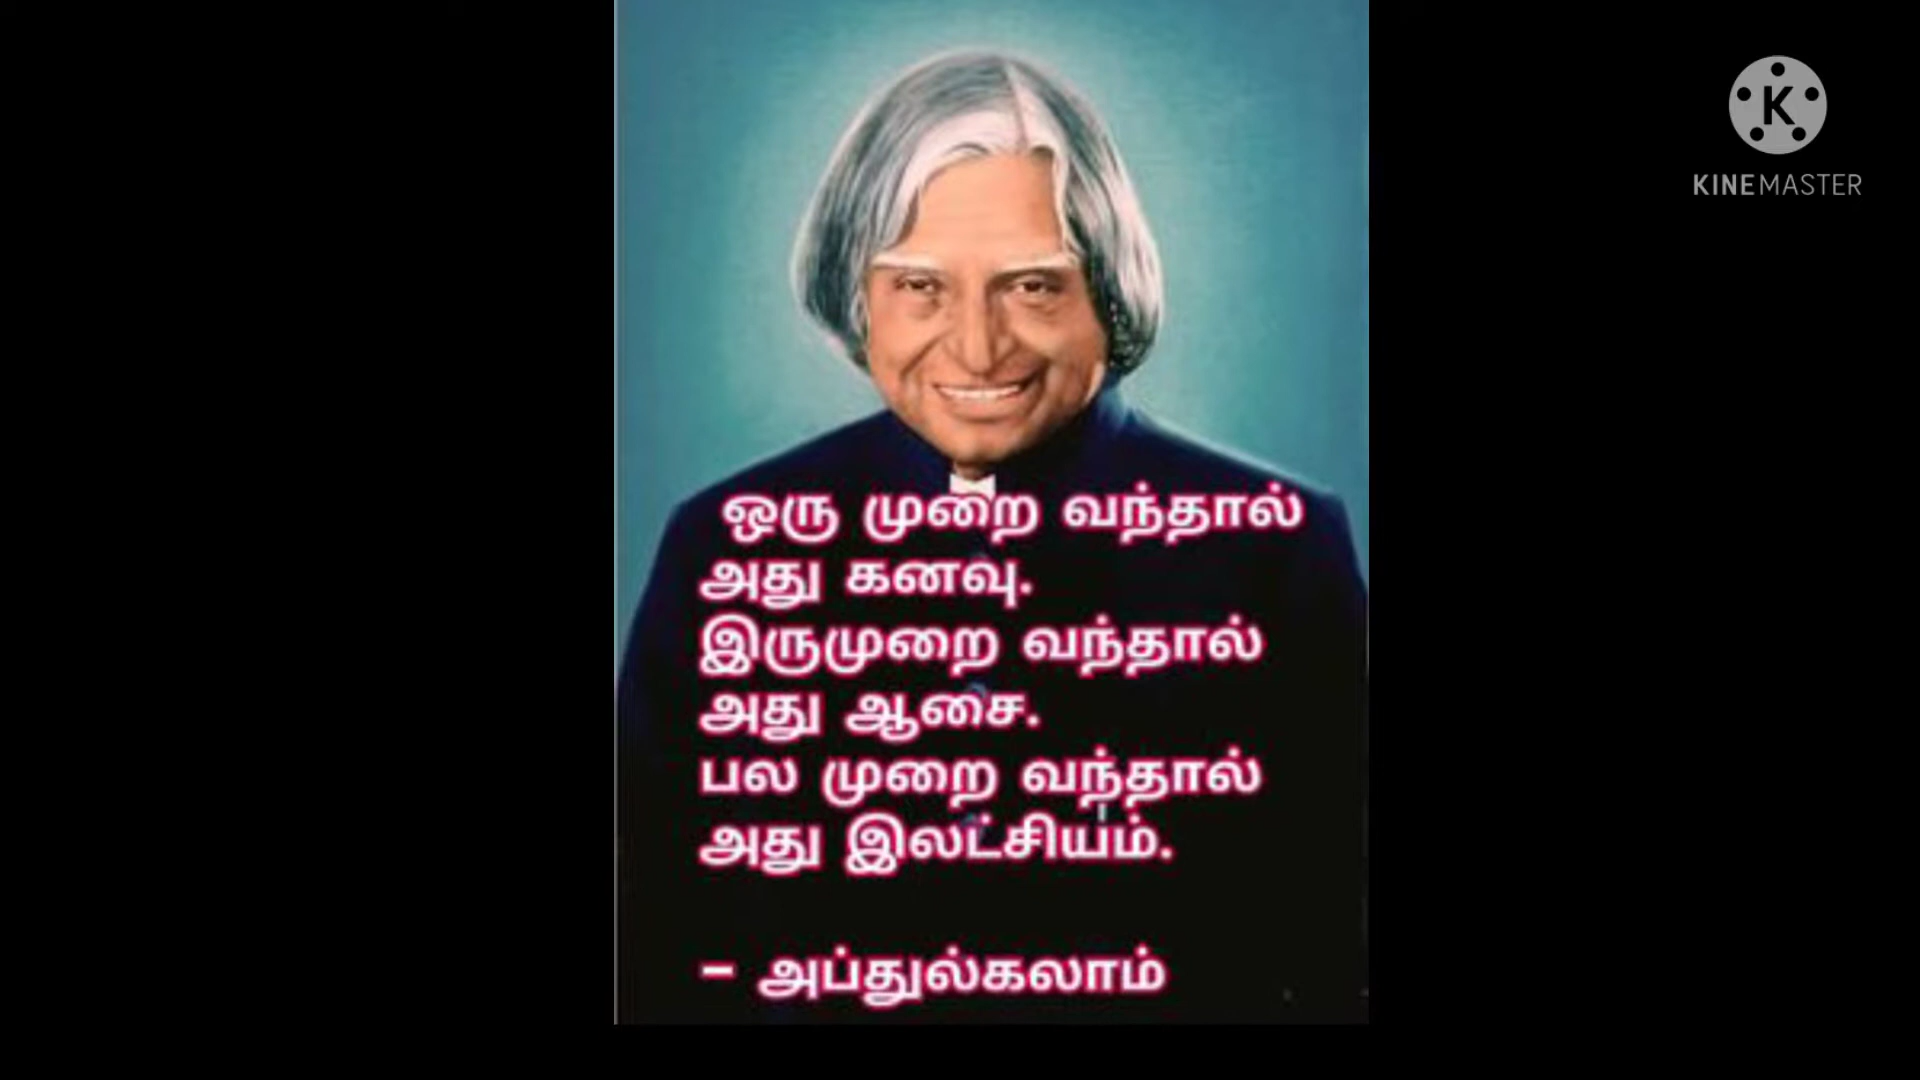 ஒரு முறை வந்தால்
அது கனவு.
இருமுறை வந்தால்
அது ஆசை.
பல முறை வந்தால்
அது இலட்சியம்.
- அப்துல்கலாம்
K
KINEMASTER